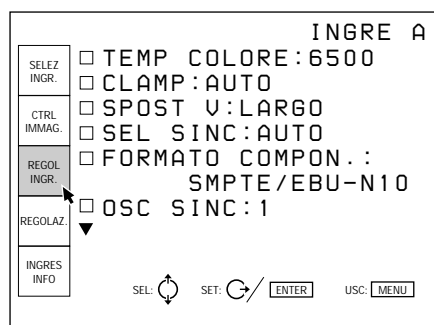 INGRE A
SELEZ
INGR.
CTRL
IMMAG.
REGOL
INGR.
REGOLAZ.
INGRES
INFO
TEMP COLORE:6500
CLAMP:AUTO
SPOST V:LARGO
SEL SINC:AUTO
FORMATO COMPON.:
SMPTE/EBU-N10
OSC SINC:1
SEL: SET: / ENTER USC: MENU